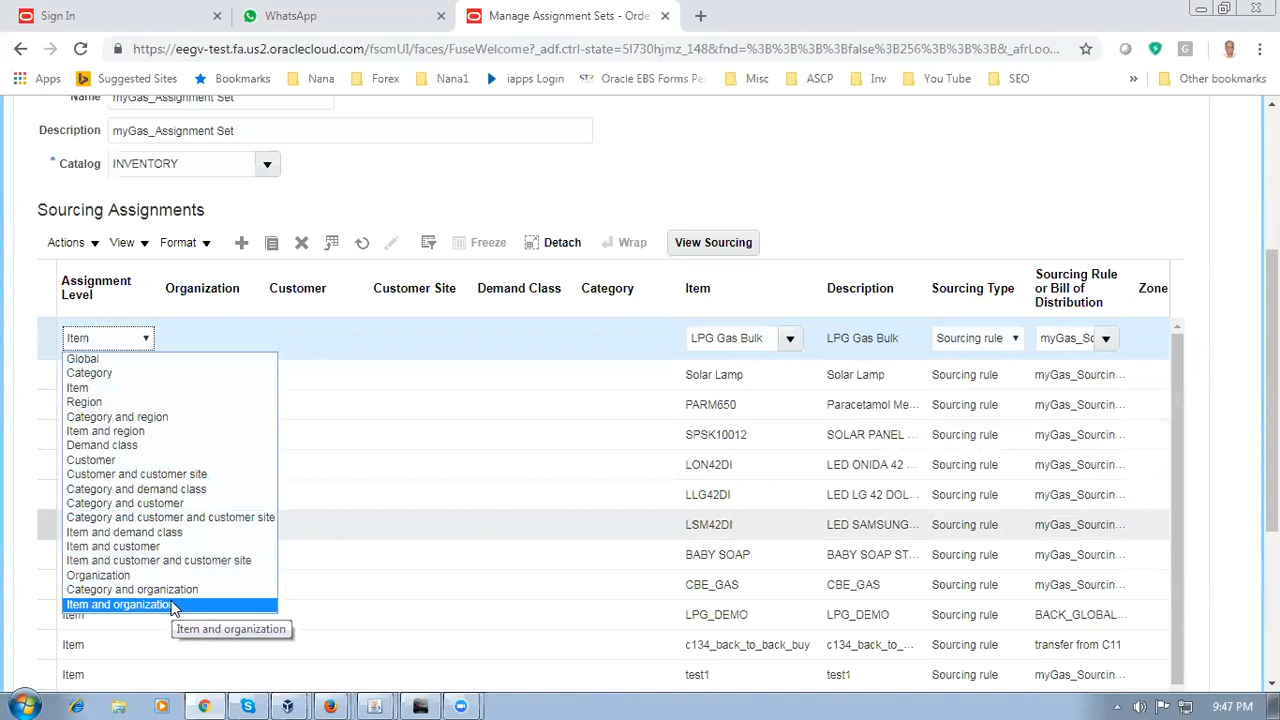 Sign In
WhatsApp
Manage Assignment Sets - Orde
https://eegv-test.fa.us2.oraclecloud.com/fscmUI/faces/FuseWelcome?_adf.ctrl-state=5l730hjmz_148&fnd=%3B%3B%3B%3Bfalse%3B256%3B%3B%3B&_afrLoo...
Apps
Suggested Sites
Bookmarks
Nana
Forex
Nana1
iapps Login
Oracle EBS Forms Pe
Misc
ASCP
Inv
You Tube
SEO
»
Other bookmarks
Name myGas_Assignment Set
Description myGas_Assignment Set
* Catalog INVENTORY
Sourcing Assignments
Actions View Format Freeze Detach Wrap View Sourcing
Assignment Level Organization Customer Customer Site Demand Class Category Item Description Sourcing Type Sourcing Rule or Bill of Distribution Zone
Item LPG Gas Bulk LPG Gas Bulk Sourcing rule myGas_So
Global
Category
Solar Lamp Solar Lamp Sourcing rule myGas_Sourcin...
Item
Region
PARM650 Paracetamol Me... Sourcing rule myGas_Sourcin...
Category and region
Item and region
SPSK10012 SOLAR PANEL ... Sourcing rule myGas_Sourcin...
Demand class
Customer
LON42DI LED ONIDA 42 ... Sourcing rule myGas_Sourcin...
Customer and customer site
Category and demand class
LLG42DI LED LG 42 DOL... Sourcing rule myGas_Sourcin...
Category and customer
Category and customer and customer site
LSM42DI LED SAMSUNG... Sourcing rule myGas_Sourcin...
Item and demand class
Item and customer
BABY SOAP BABY SOAP ST... Sourcing rule myGas_Sourcin...
Item and customer and customer site
Organization
CBE_GAS CBE_GAS Sourcing rule myGas_Sourcin...
Category and organization
Item and organization
Item LPG_DEMO LPG_DEMO Sourcing rule BACK_GLOBAL...
Item and organization
Item c134_back_to_back_buy c134_back_to_... Sourcing rule transfer from C11
Item test1 test1 Sourcing rule myGas_Sourcin...
9:47 PM